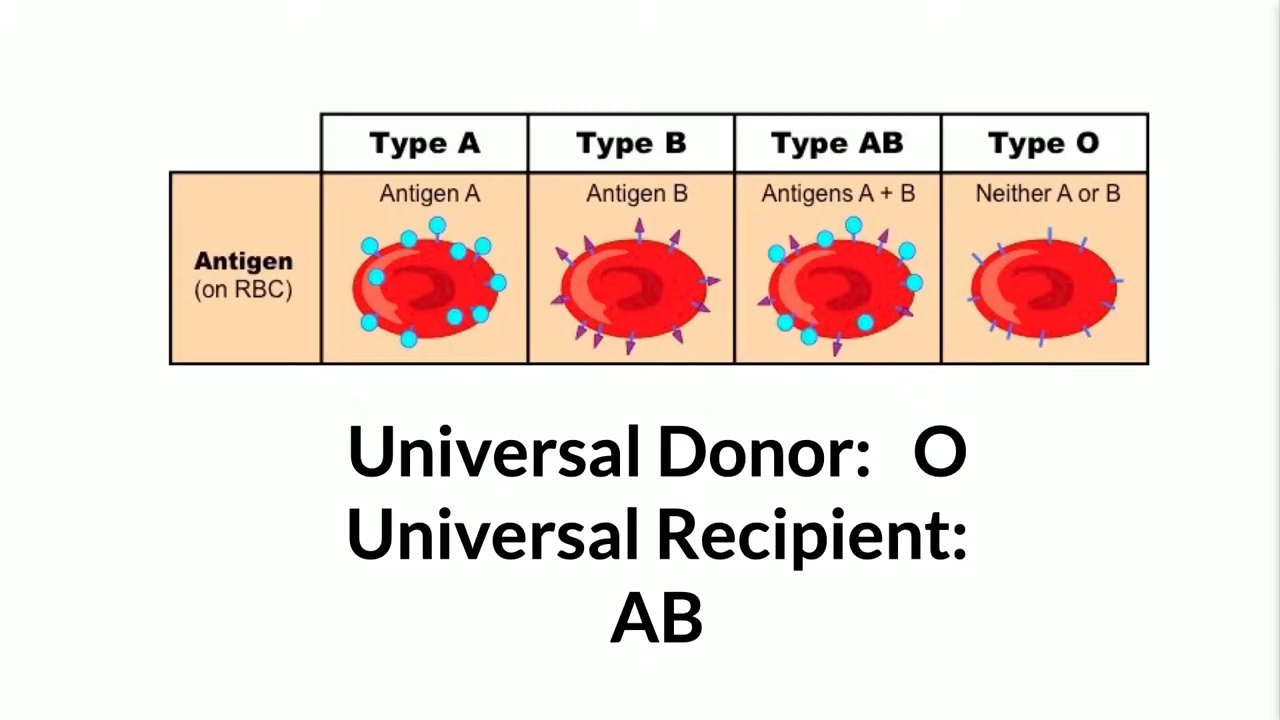 Type A Type B Type AB Type O
Antigen A Antigen B Antigens A + B Neither A or B
Antigen
(on RBC)
Universal Donor: O
Universal Recipient:
AB